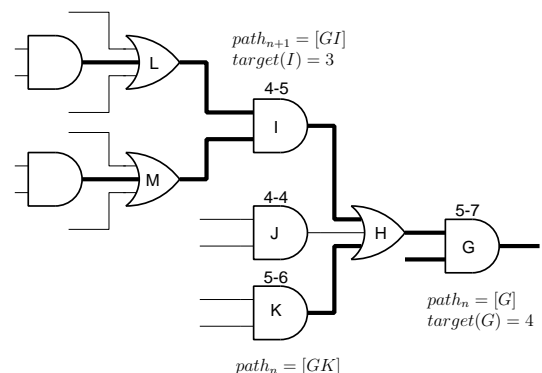 path_{n+1} = [GI]
target(I) = 3
L
4-5
I
M
4-4
J
H
5-7
G
5-6
K
path_n = [G]
target(G) = 4
path_n = [GK]